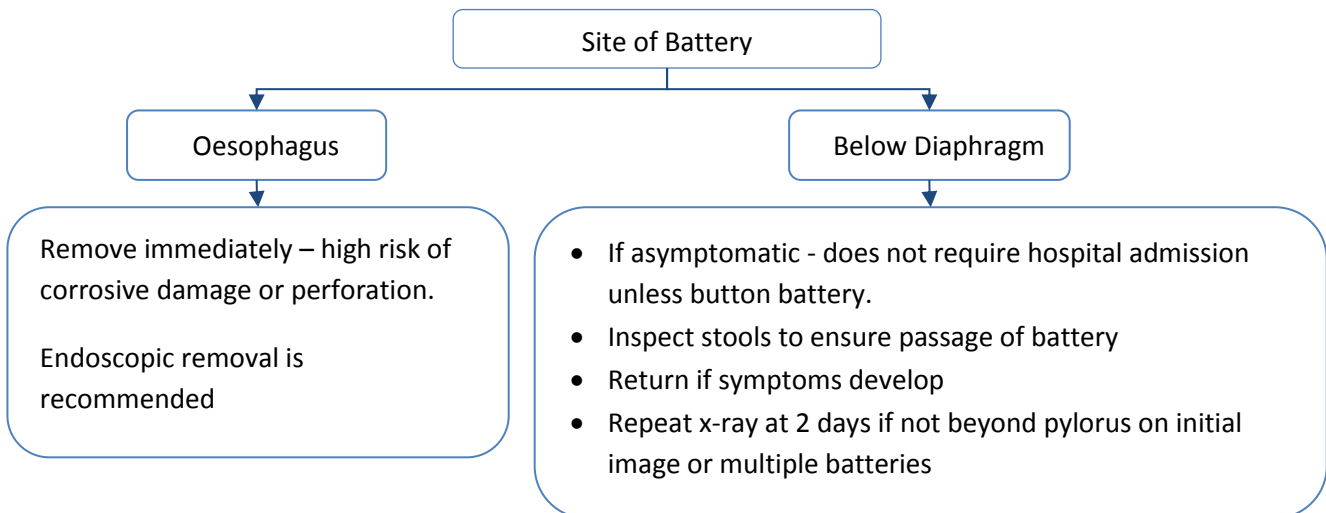 Site of Battery
Oesophagus
Below Diaphragm
Remove immediately – high risk of
corrosive damage or perforation.
Endoscopic removal is
recommended
• If asymptomatic - does not require hospital admission
unless button battery.
• Inspect stools to ensure passage of battery
• Return if symptoms develop
• Repeat x-ray at 2 days if not beyond pylorus on initial
image or multiple batteries